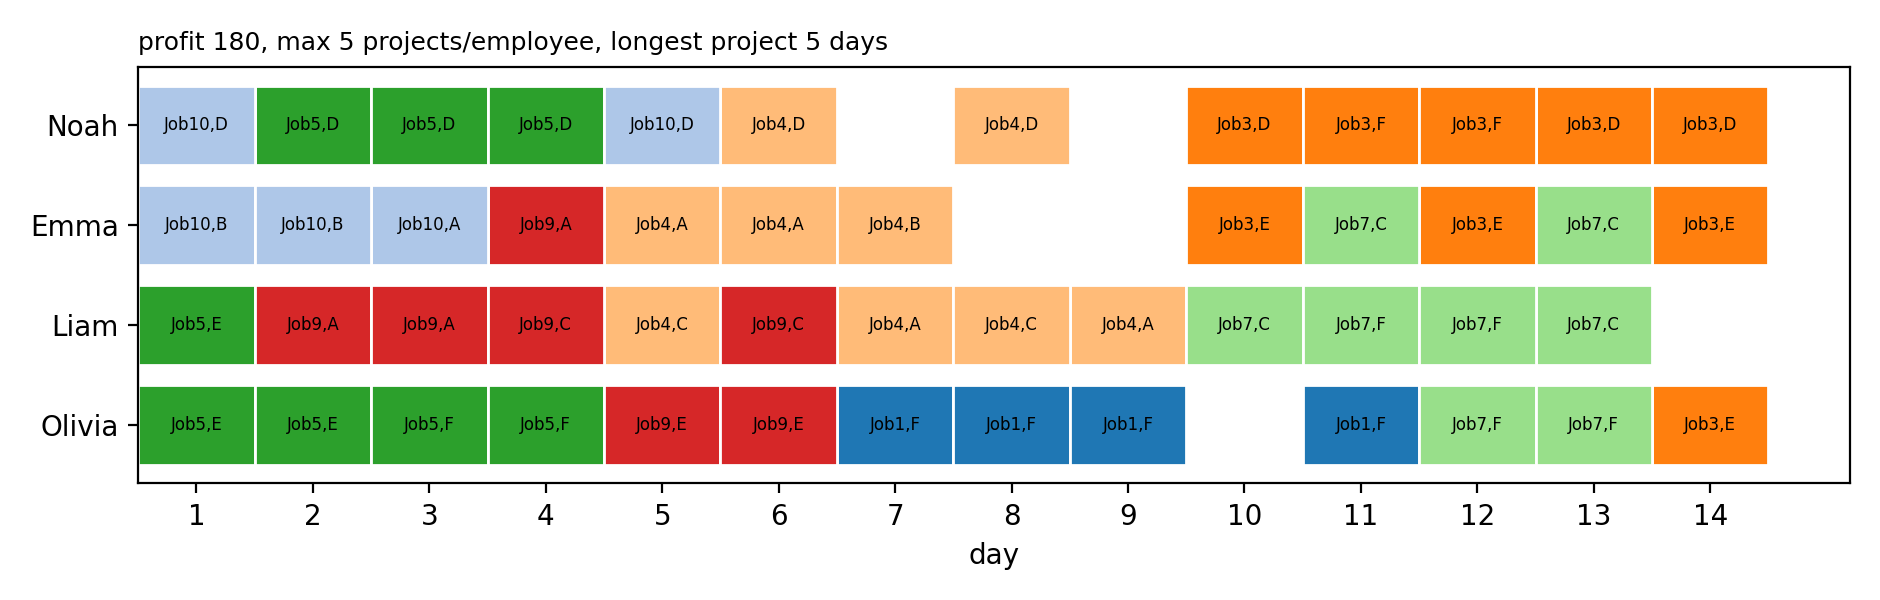 profit 180, max 5 projects/employee, longest project 5 days
Noah Job10,D Job5,D Job5,D Job5,D Job10,D Job4,D Job4,D Job3,D Job3,F Job3,F Job3,D Job3,D
Emma Job10,B Job10,B Job10,A Job9,A Job4,A Job4,A Job4,B Job3,E Job7,C Job3,E Job7,C Job3,E
Liam Job5,E Job9,A Job9,A Job9,C Job4,C Job9,C Job4,A Job4,C Job4,A Job7,C Job7,F Job7,F Job7,C
Olivia Job5,E Job5,E Job5,F Job5,F Job9,E Job9,E Job1,F Job1,F Job1,F Job1,F Job7,F Job7,F Job3,E
1 2 3 4 5 6 7 8 9 10 11 12 13 14
day